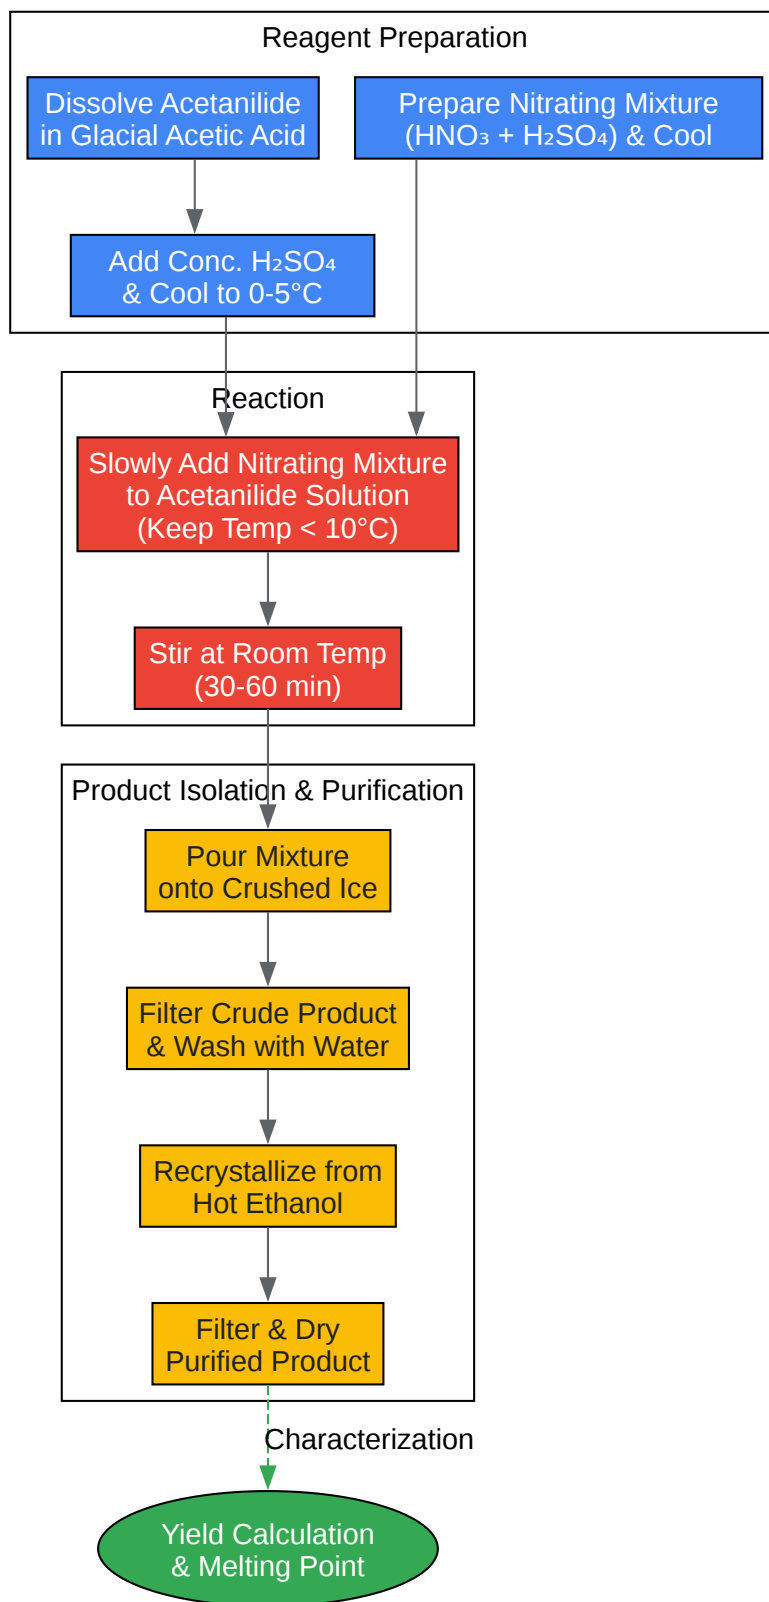 Reagent Preparation
Dissolve Acetanilide
in Glacial Acetic Acid
Prepare Nitrating Mixture
(HNO₃ + H₂SO₄) & Cool
Add Conc. H₂SO₄
& Cool to 0-5°C
Reaction
Slowly Add Nitrating Mixture
to Acetanilide Solution
(Keep Temp < 10°C)
Stir at Room Temp
(30-60 min)
Product Isolation & Purification
Pour Mixture
onto Crushed Ice
Filter Crude Product
& Wash with Water
Recrystallize from
Hot Ethanol
Filter & Dry
Purified Product
Characterization
Yield Calculation
& Melting Point